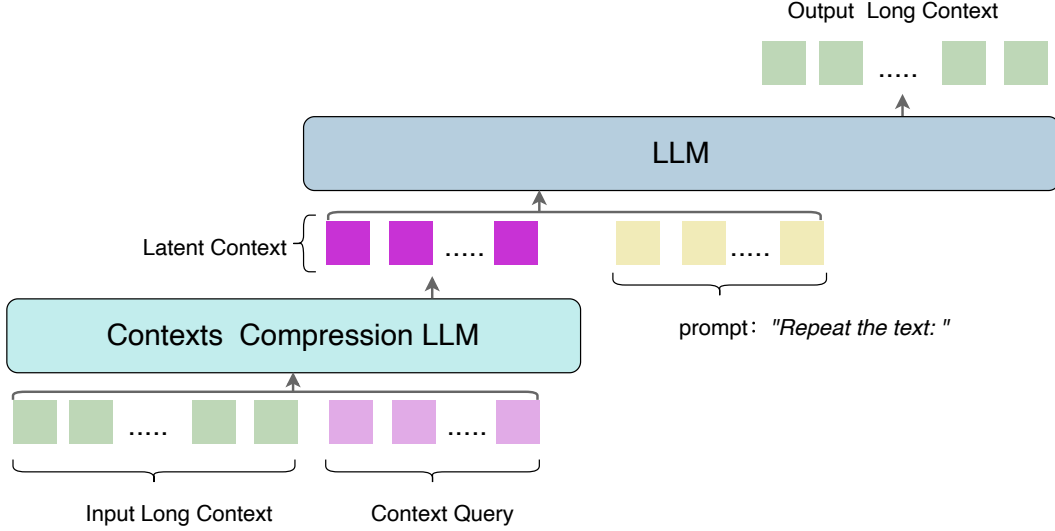 Output Long Context
.....
LLM
Latent Context
.....
.....
prompt: "Repeat the text: "
Contexts Compression LLM
.....
.....
Input Long Context
Context Query